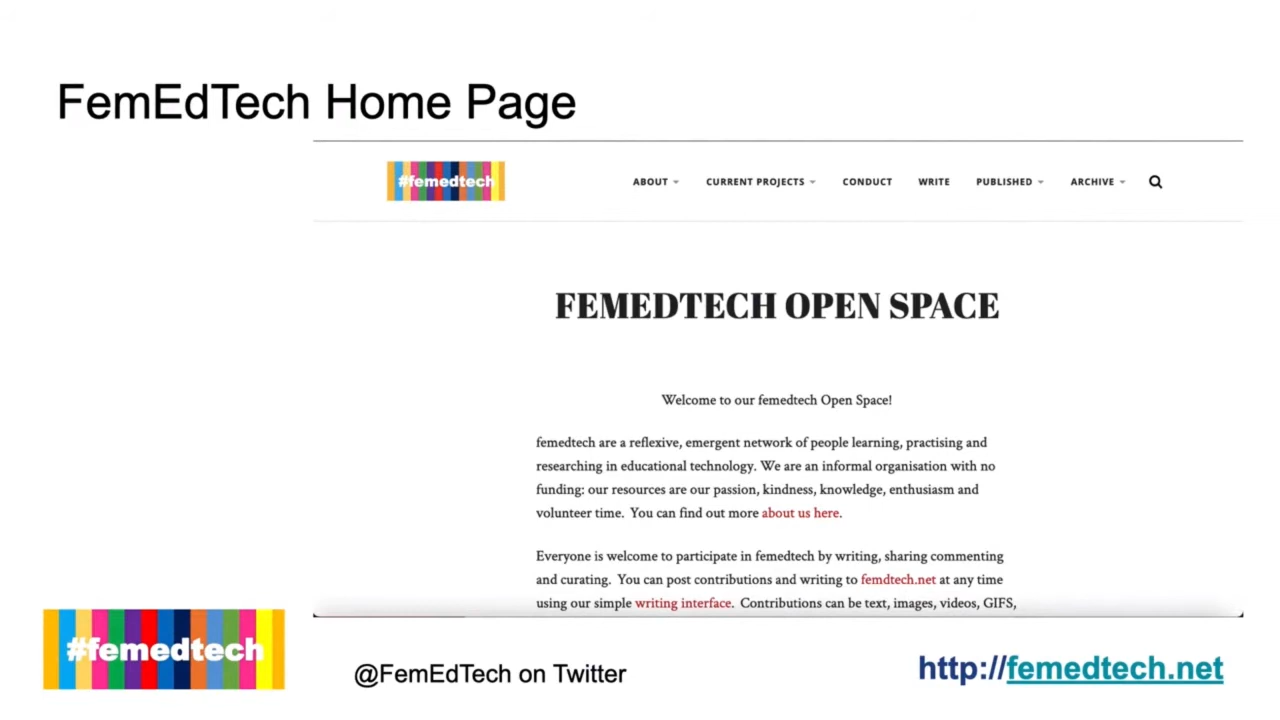 FemEdTech Home Page
#femedtech
ABOUT CURRENT PROJECTS CONDUCT WRITE PUBLISHED ARCHIVE
FEMEDTECH OPEN SPACE
Welcome to our femedtech Open Space!
femedtech are a reflexive, emergent network of people learning, practising and
researching in educational technology. We are an informal organisation with no
funding: our resources are our passion, kindness, knowledge, enthusiasm and
volunteer time. You can find out more about us here.
Everyone is welcome to participate in femedtech by writing, sharing commenting
and curating. You can post contributions and writing to femdtech.net at any time
using our simple writing interface. Contributions can be text, images, videos, GIFS,
#femedtech
@FemEdTech on Twitter
http://femedtech.net